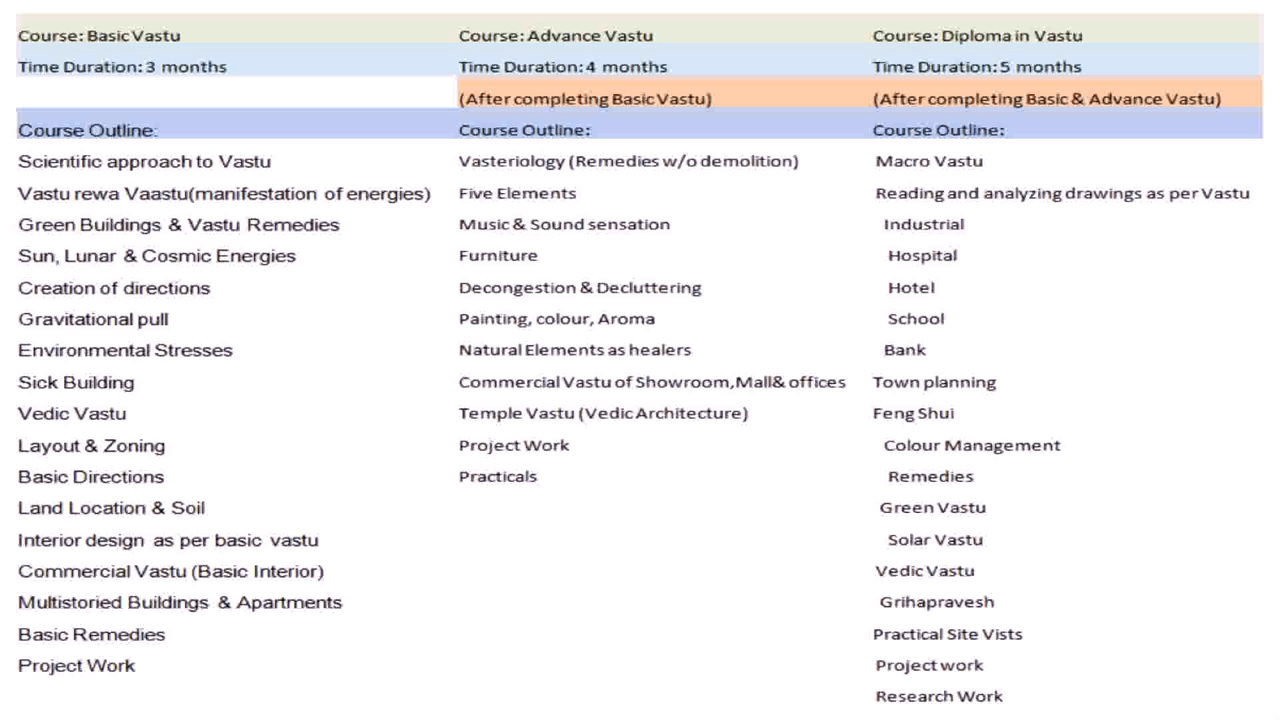 Course: Basic Vastu
Time Duration: 3 months
Course Outline:
Scientific approach to Vastu
Vastu rewa Vaastu(manifestation of energies)
Green Buildings & Vastu Remedies
Sun, Lunar & Cosmic Energies
Creation of directions
Gravitational pull
Environmental Stresses
Sick Building
Vedic Vastu
Layout & Zoning
Basic Directions
Land Location & Soil
Interior design as per basic vastu
Commercial Vastu (Basic Interior)
Multistoried Buildings & Apartments
Basic Remedies
Project Work
Course: Advance Vastu
Time Duration: 4 months
(After completing Basic Vastu)
Course Outline:
Vasteriology (Remedies w/o demolition)
Five Elements
Music & Sound sensation
Furniture
Decongestion & Decluttering
Painting, colour, Aroma
Natural Elements as healers
Commercial Vastu of Showroom,Mall& offices
Temple Vastu (Vedic Architecture)
Project Work
Practicals
Course: Diploma in Vastu
Time Duration: 5 months
(After completing Basic & Advance Vastu)
Course Outline:
Macro Vastu
Reading and analyzing drawings as per Vastu
Industrial
Hospital
Hotel
School
Bank
Town planning
Feng Shui
Colour Management
Remedies
Green Vastu
Solar Vastu
Vedic Vastu
Grihapravesh
Practical Site Vists
Project work
Research Work